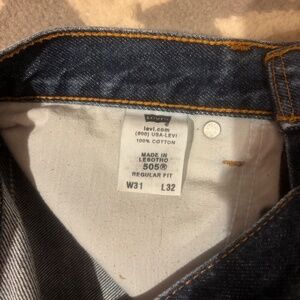 levi.com
(800) USA-LEVI
100% COTTON
MADE IN
LESOTHO
505®
REGULAR FIT
W31 L32